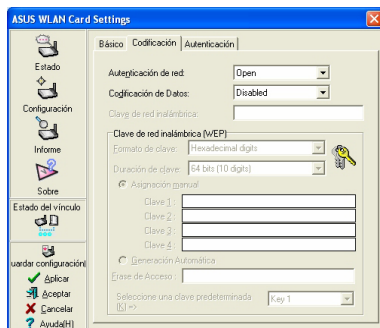 ASUS WLAN Card Settings
Estado
Configuración
Informe
Sobre
Estado del vínculo
uardar configuración
Aplicar
Aceptar
Cancelar
Ayuda(H)
Básico Codificación Autenticación
Autenticación de red: Open
Codificación de Datos: Disabled
Clave de red inalámbrica:
Clave de red inalámbrica (WEP)
Formato de clave: Hexadecimal digits
Duración de clave: 64 bits (10 digits)
Asignación manual
Clave 1 :
Clave 2 :
Clave 3 :
Clave 4:
Generación Automática
Frase de Acceso :
Seleccione una clave predeterminada
(K) => Key 1